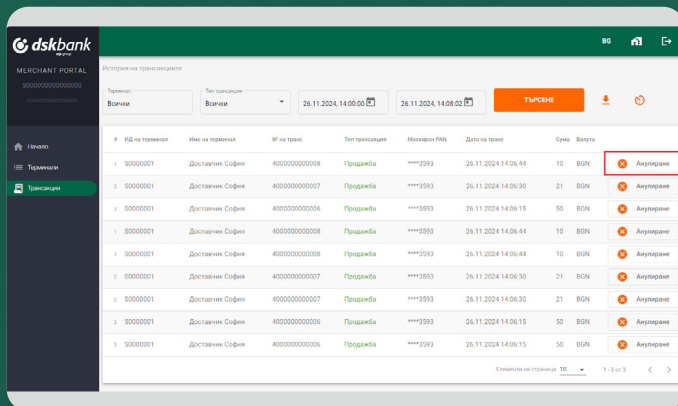 dskbank
BG
MERCHANT PORTAL
9000000000000000
История на транзакциите
Терминал
Всички
Тип транзакция
Всички
26.11.2024, 14:00:00
26.11.2024, 14:08:02
ТЪРСЕНЕ
Начало
Терминали
Трансакции
# ИД на терминал Име на терминал № на транс Тип транзакция Маскиран PAN Дата на транс Сума Валута
1 S0000001 Доставчик София 4000000000008 Продажба ****3593 26.11.2024 14:06:44 10 BGN Анулиране
2 S0000001 Доставчик София 4000000000007 Продажба ****3593 26.11.2024 14:06:30 21 BGN Анулиране
3 S0000001 Доставчик София 4000000000006 Продажба ****3593 26.11.2024 14:06:15 50 BGN Анулиране
1 S0000001 Доставчик София 4000000000008 Продажба ****3593 26.11.2024 14:06:44 10 BGN Анулиране
1 S0000001 Доставчик София 4000000000008 Продажба ****3593 26.11.2024 14:06:44 10 BGN Анулиране
2 S0000001 Доставчик София 4000000000007 Продажба ****3593 26.11.2024 14:06:30 21 BGN Анулиране
2 S0000001 Доставчик София 4000000000007 Продажба ****3593 26.11.2024 14:06:30 21 BGN Анулиране
3 S0000001 Доставчик София 4000000000006 Продажба ****3593 26.11.2024 14:06:15 50 BGN Анулиране
3 S0000001 Доставчик София 4000000000006 Продажба ****3593 26.11.2024 14:06:15 50 BGN Анулиране
Елементи на страница 10 1 - 3 от 3